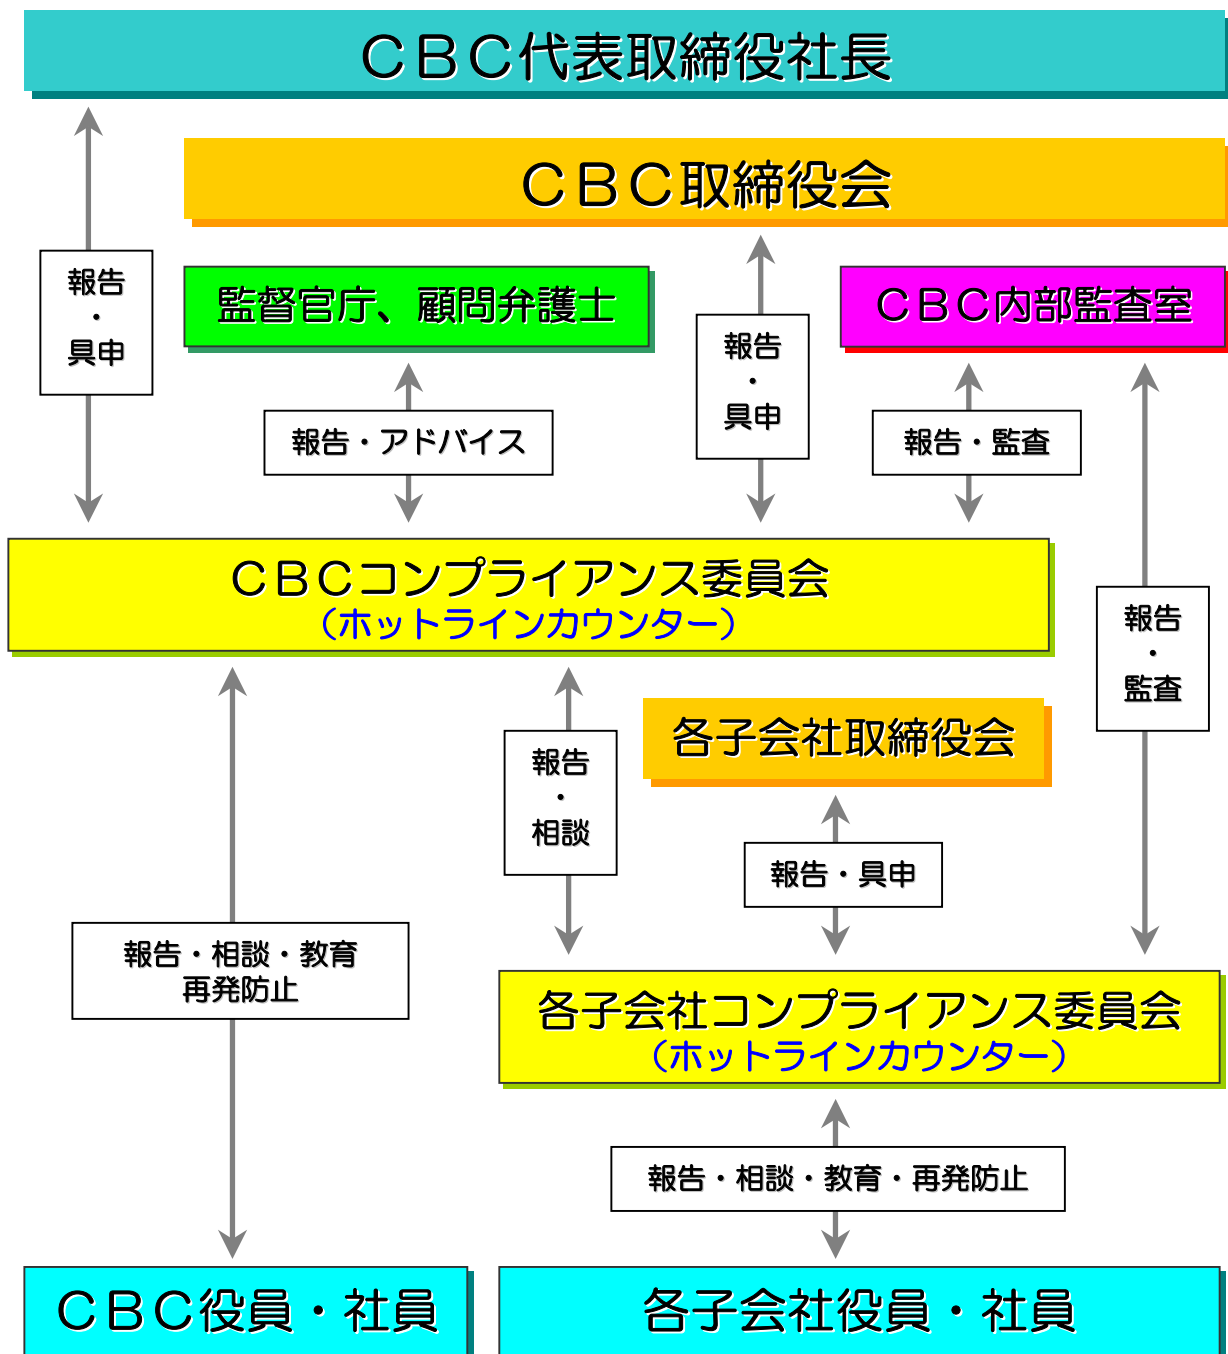 ＣＢＣ代表取締役社長
ＣＢＣ取締役会
報告
・
具申
監督官庁、顧問弁護士
報告
・
具申
ＣＢＣ内部監査室
報告・アドバイス
報告・監査
ＣＢＣコンプライアンス委員会
（ホットラインカウンター）
報告
・
監査
報告
・
相談
各子会社取締役会
報告・具申
報告・相談・教育
再発防止
各子会社コンプライアンス委員会
（ホットラインカウンター）
報告・相談・教育・再発防止
ＣＢＣ役員・社員
各子会社役員・社員